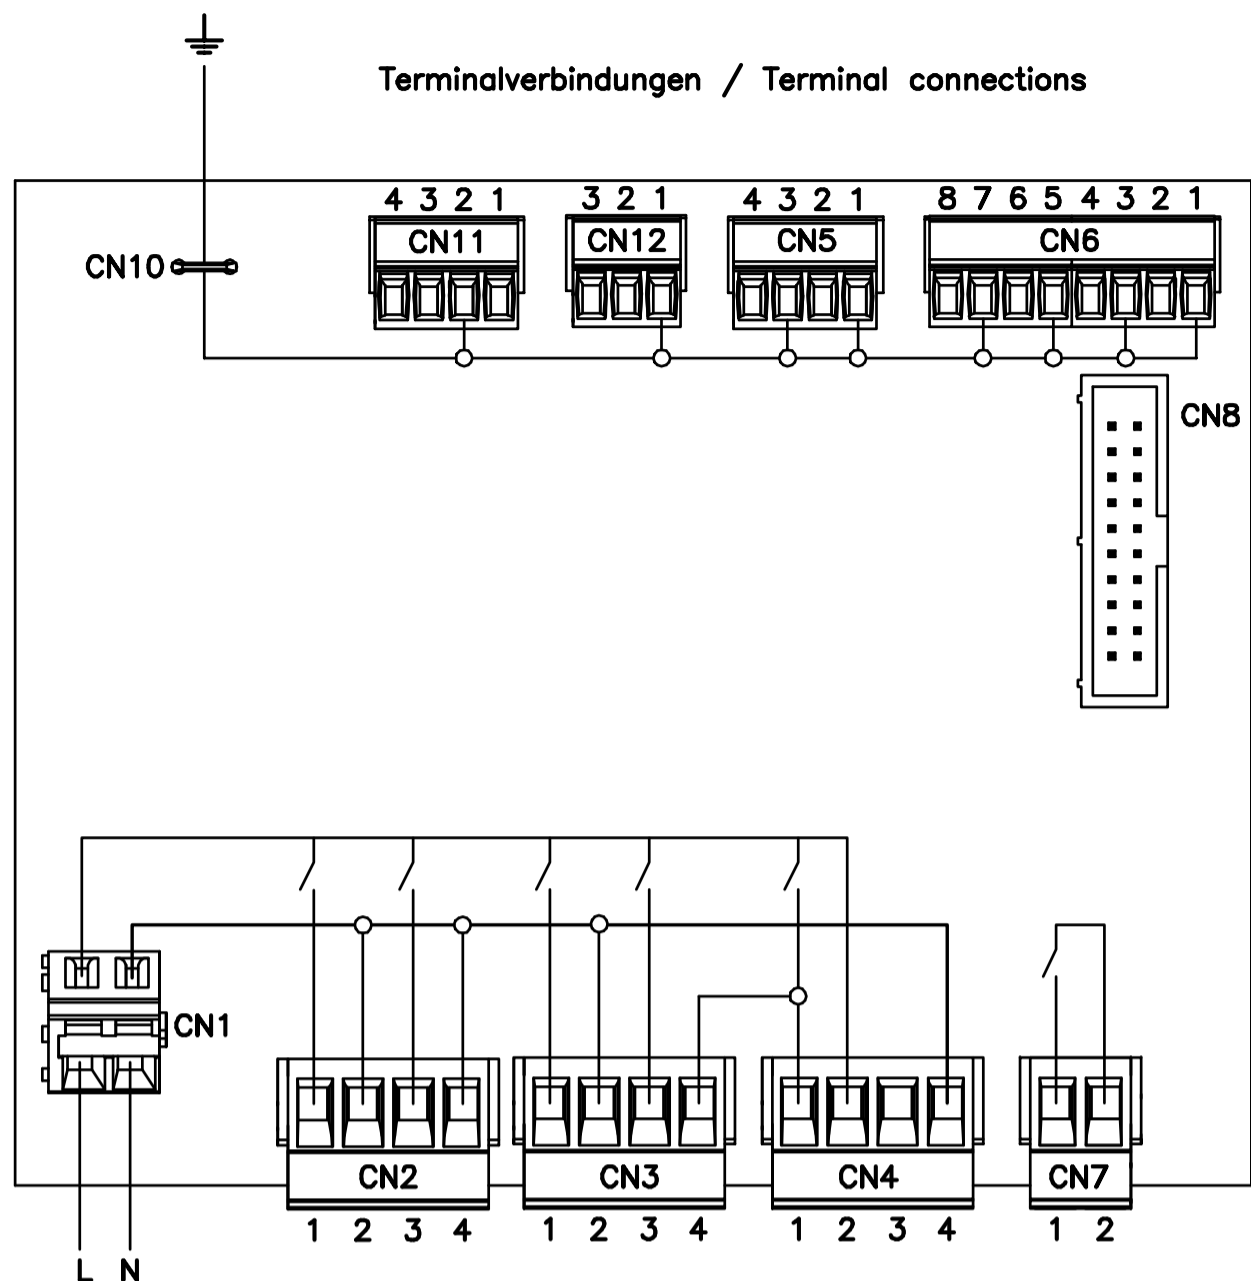 Terminalverbindungen / Terminal connections
4 3 2 1 3 2 1 4 3 2 1 8 7 6 5 4 3 2 1
CN11 CN12 CN5 CN6
CN10
CN8
CN1
CN2 CN3 CN4 CN7
1 2 3 4 1 2 3 4 1 2 3 4 1 2
L N